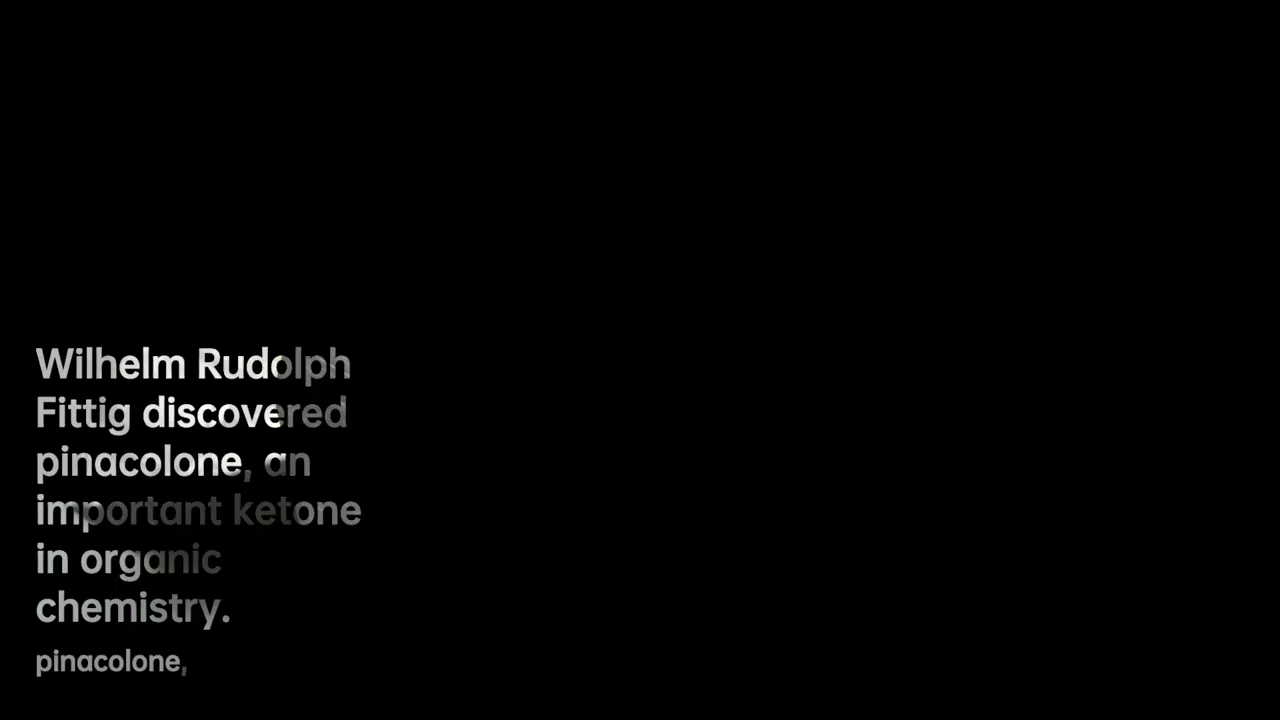 Wilhelm Rudolph
Fittig discovered
pinacolone, an
important ketone
in organic
chemistry.
pinacolone,